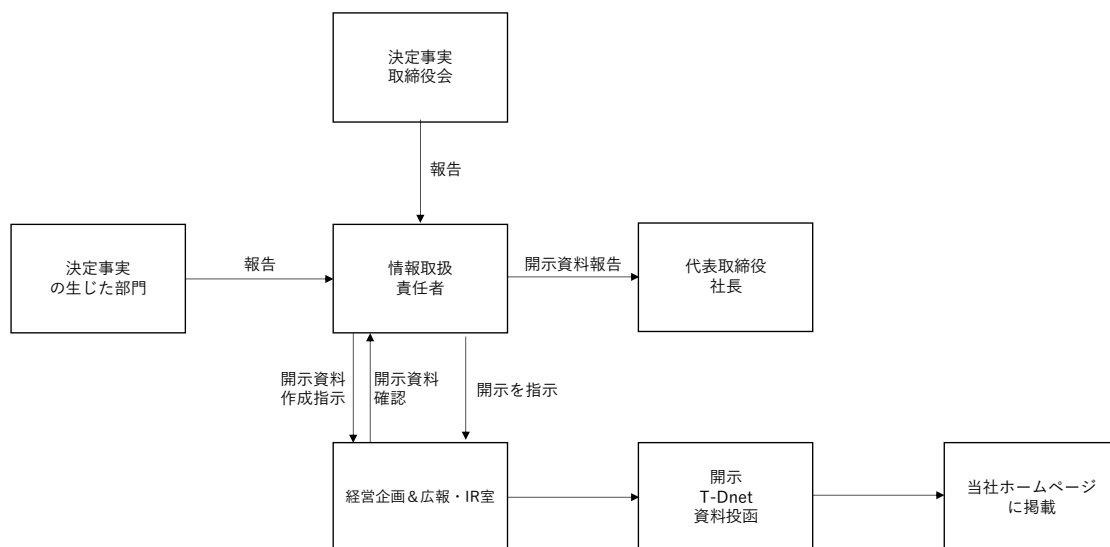 決定事実
取締役会
報告
決定事実
の生じた部門
報告
情報取扱
責任者
開示資料報告
代表取締役
社長
開示資料
作成指示
開示資料
確認
開示を指示
経営企画＆広報・IR室
開示
T-Dnet
資料投函
当社ホームページ
に掲載